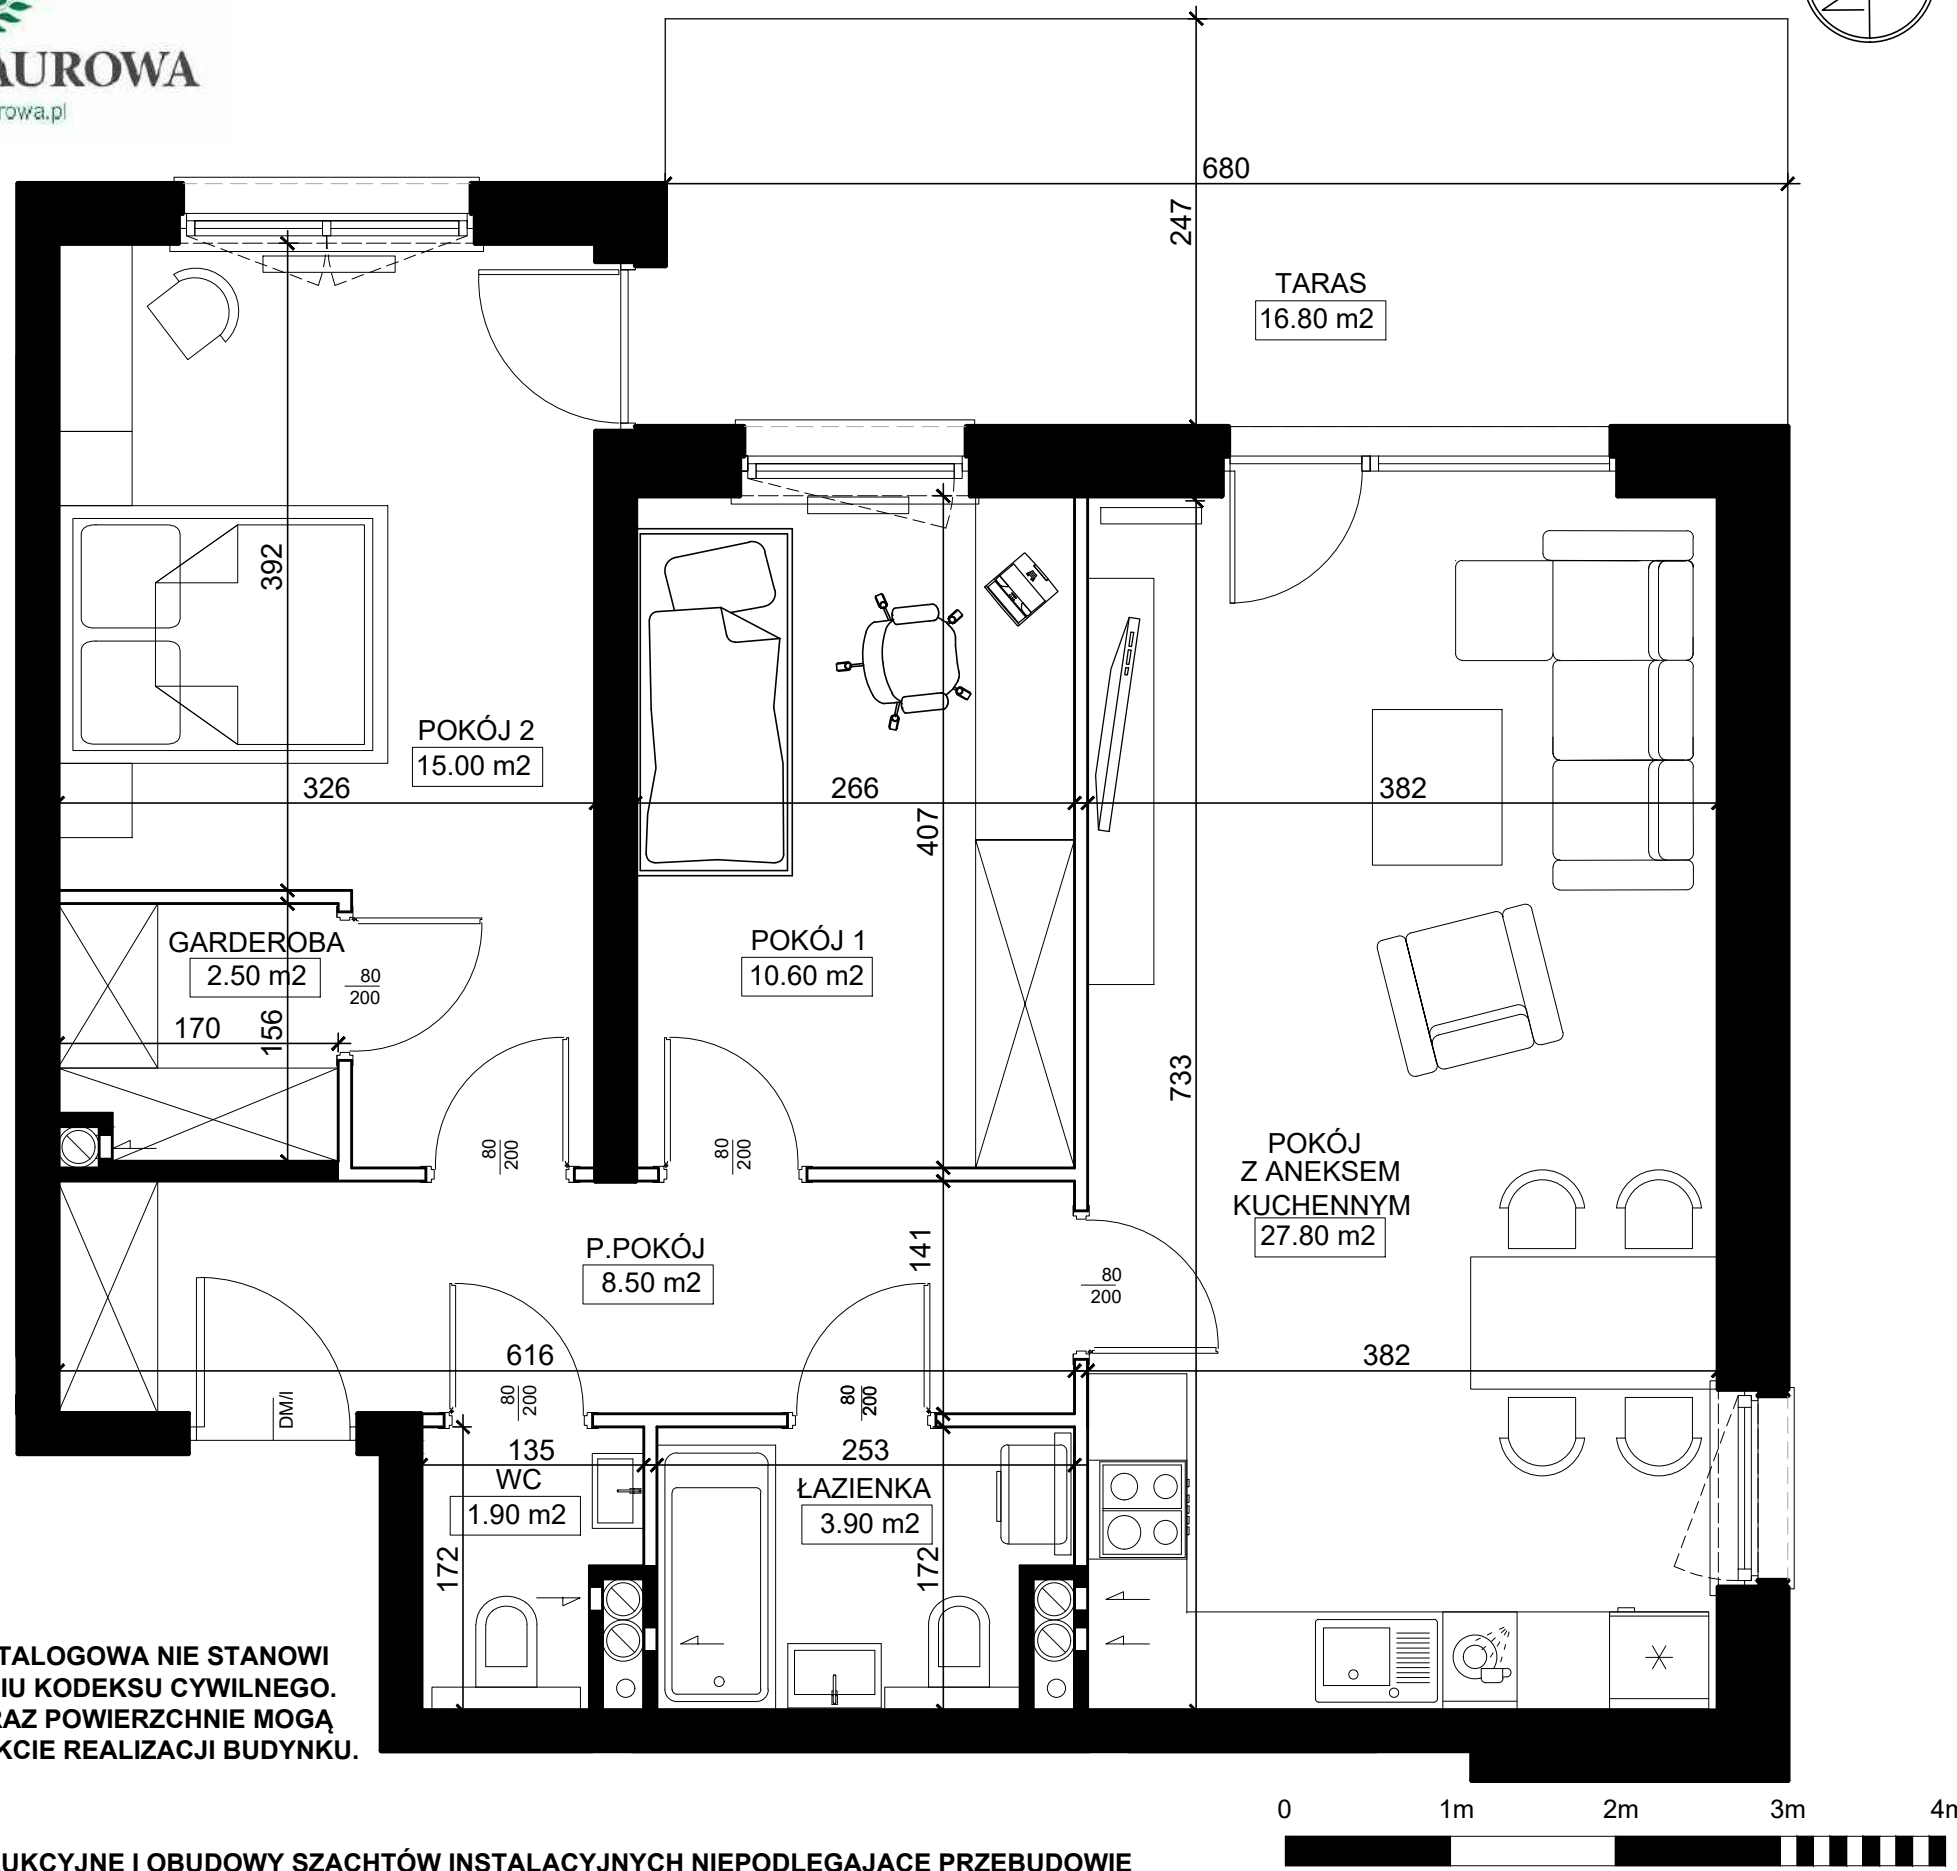 AUROWA
rowa.pl
680
247
TARAS
16.80 m2
392
POKÓJ 2
15.00 m2
326
266
382
407
GARDEROBA
2.50 m2
80
200
170
156
POKÓJ 1
10.60 m2
733
80
200
80
200
POKÓJ
Z ANEKSEM
KUCHENNYM
27.80 m2
P.POKÓJ
8.50 m2
141
80
200
616
382
DM/I
80
200
80
200
135
253
WC
1.90 m2
ŁAZIENKA
3.90 m2
172
172
TALOGOWA NIE STANOWI
IU KODEKSU CYWILNEGO.
RAZ POWIERZCHNIE MOGĄ
KCIE REALIZACJI BUDYNKU.
0 1m 2m 3m 4m
UKCYJNE I OBUDOWY SZACHTÓW INSTALACYJNYCH NIEPODLEGAJĄCE PRZEBUDOWIE